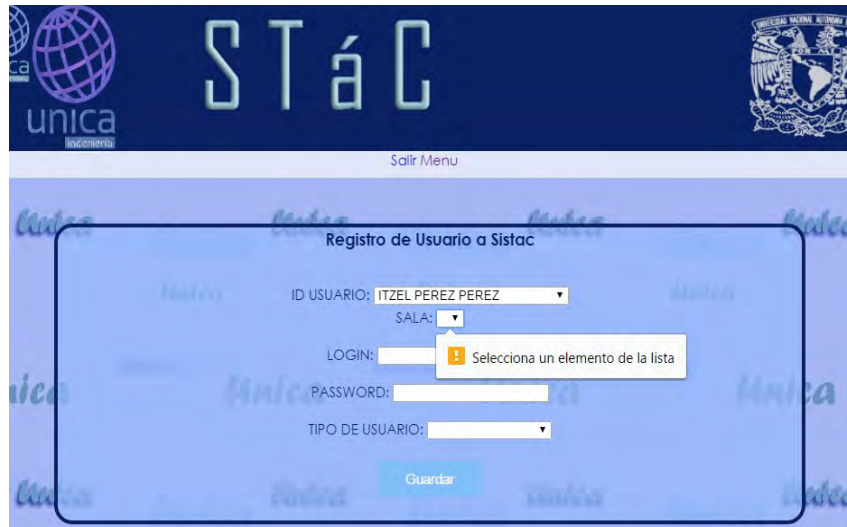 STáC
ca
unica
ingeniería
Salir Menu
Registro de Usuario a Sistac
ID USUARIO: ITZEL PEREZ PEREZ
SALA:
Selecciona un elemento de la lista
LOGIN:
PASSWORD:
TIPO DE USUARIO:
Guardar